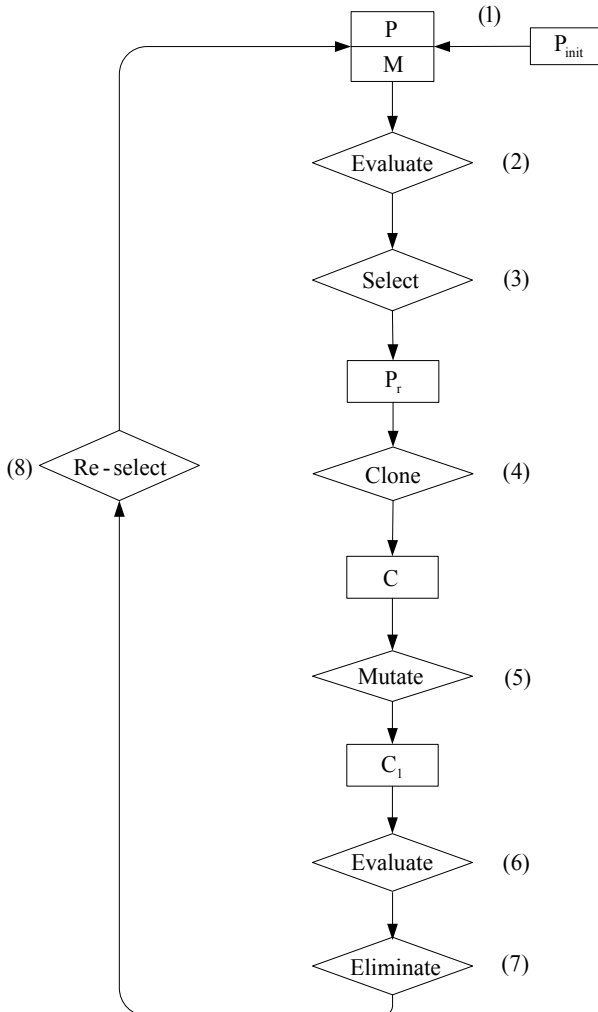 (1)
P
P_init
M
Evaluate
(2)
Select
(3)
P_r
(8)
Re - select
Clone
(4)
C
Mutate
(5)
C_1
Evaluate
(6)
Eliminate
(7)